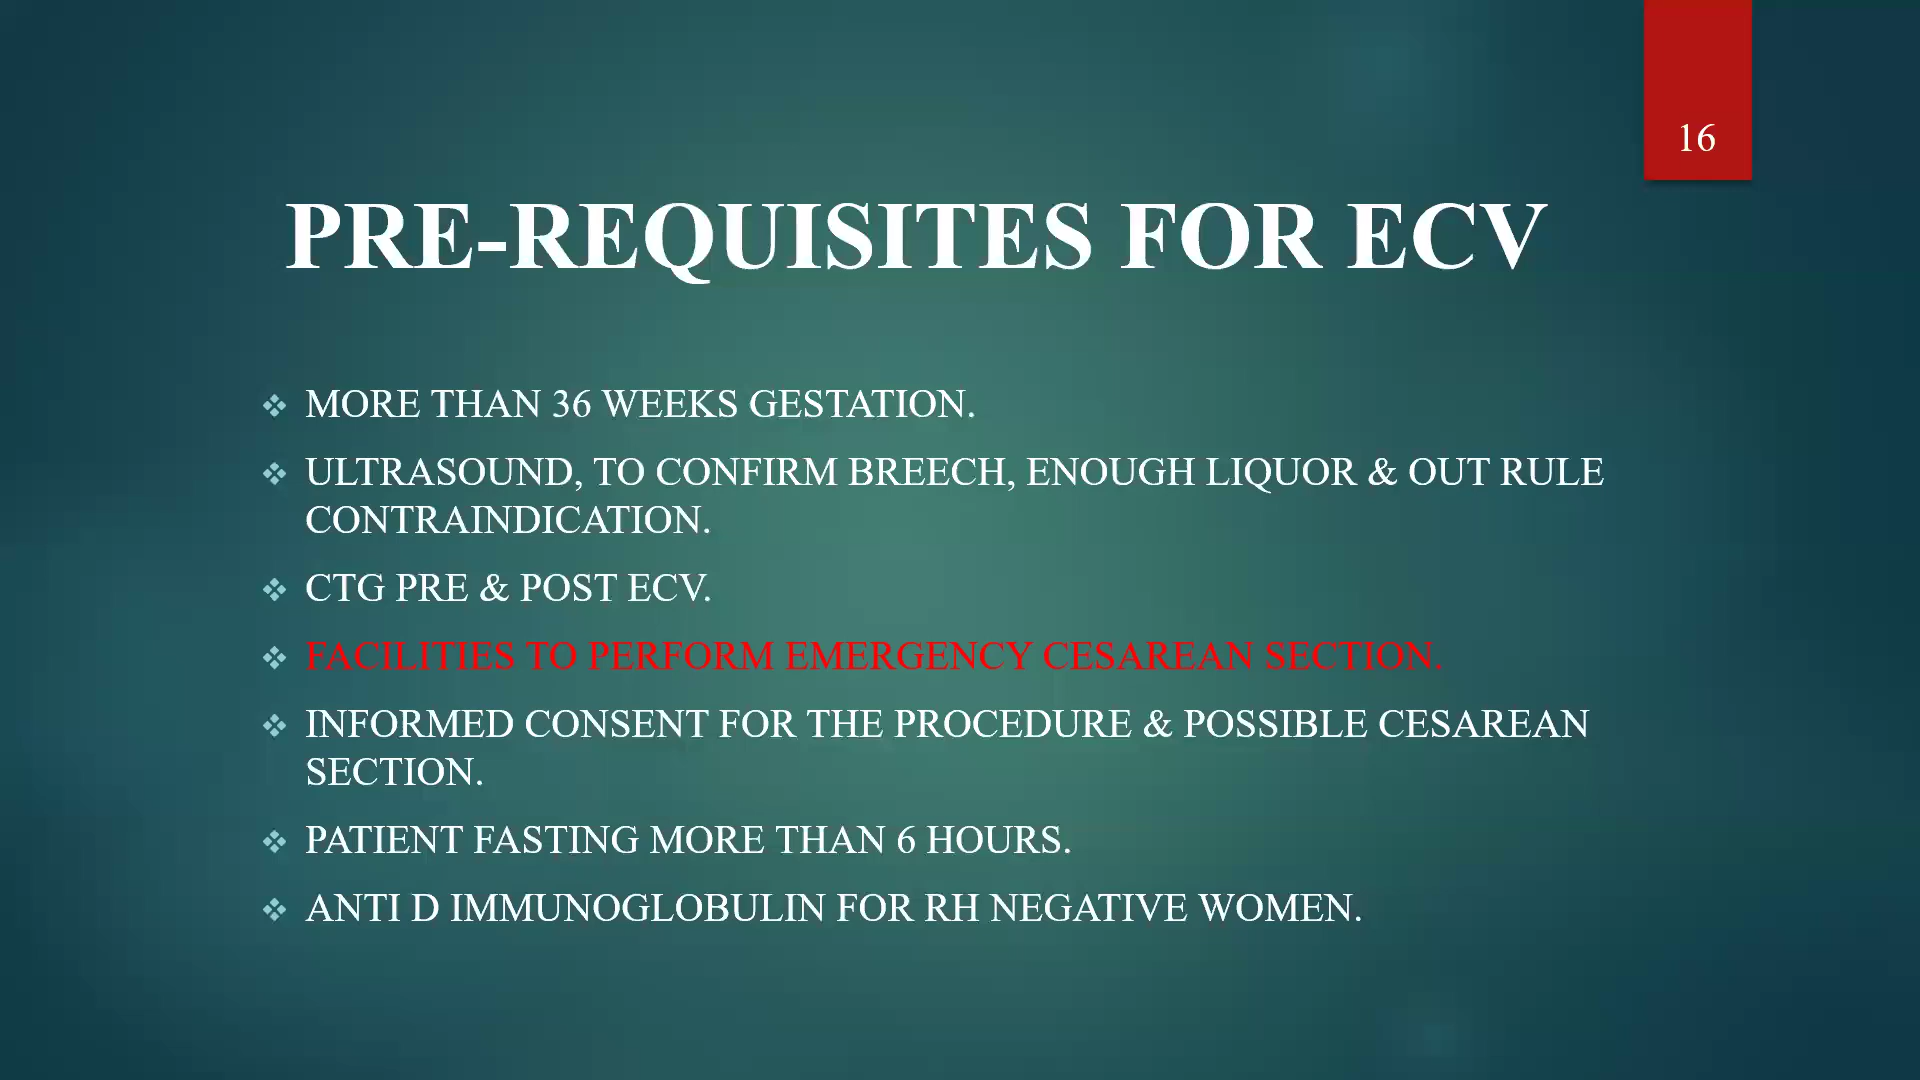 16
PRE-REQUISITES FOR ECV
MORE THAN 36 WEEKS GESTATION.
ULTRASOUND, TO CONFIRM BREECH, ENOUGH LIQUOR & OUT RULE
CONTRAINDICATION.
CTG PRE & POST ECV.
FACILITIES TO PERFORM EMERGENCY CESAREAN SECTION.
INFORMED CONSENT FOR THE PROCEDURE & POSSIBLE CESAREAN
SECTION.
PATIENT FASTING MORE THAN 6 HOURS.
ANTI D IMMUNOGLOBULIN FOR RH NEGATIVE WOMEN.